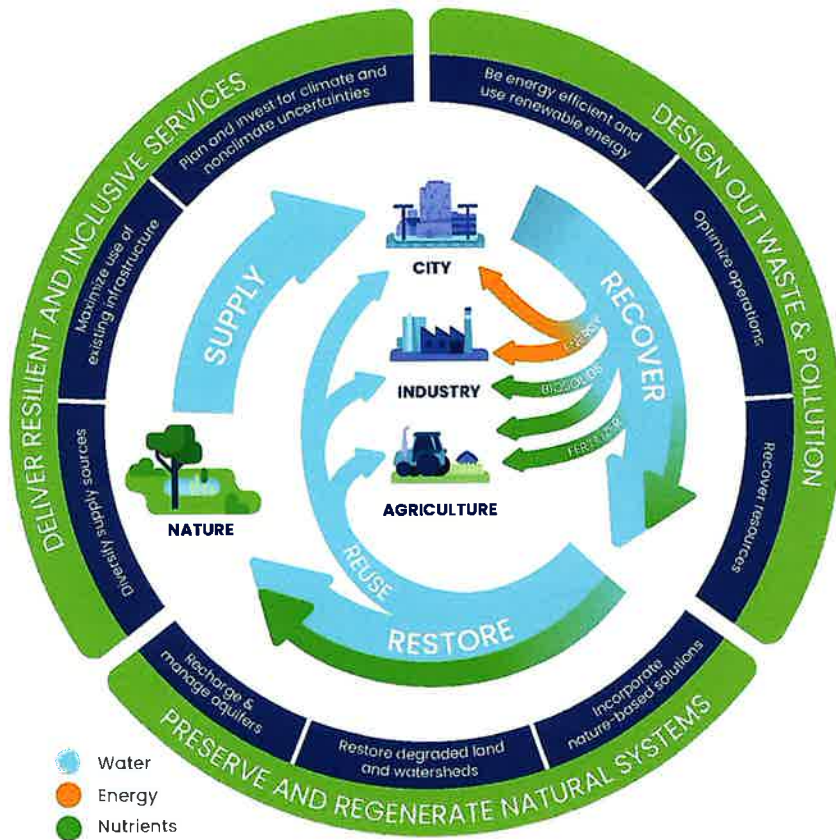 DELIVER RESILIENT AND INCLUSIVE SERVICES
Plan and invest for climate and
nonclimate uncertainties
Maximize use of
existing infrastructure
Diversify supply sources
DESIGN OUT WASTE & POLLUTION
Be energy efficient and
use renewable energy
Optimize operations
Recover resources
PRESERVE AND REGENERATE NATURAL SYSTEMS
Recharge &
manage aquifers
Restore degraded land
and watersheds
Incorporate
nature-based solutions
SUPPLY
CITY
RECOVER
ENERGY
INDUSTRY
BIOSOLIDS
FERTILIZER
AGRICULTURE
NATURE
REUSE
RESTORE
Water
Energy
Nutrients